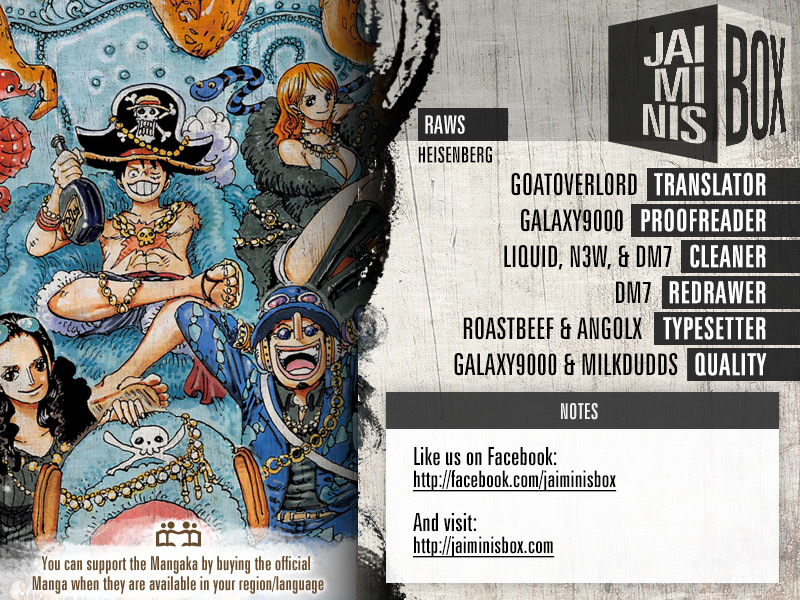 JAI
MI
NIS
BOX
RAWS
HEISENBERG
GOATOVERLORD TRANSLATOR
GALAXY9000 PROOFREADER
LIQUID, N3W, & DM7 CLEANER
DM7 REDRAWER
ROASTBEEF & ANGOLX TYPESETTER
GALAXY9000 & MILKDUDDS QUALITY
NOTES
Like us on Facebook:
http://facebook.com/jaiminisbox
And visit:
http://jaiminisbox.com
You can support the Mangaka by buying the official
Manga when they are available in your region/language